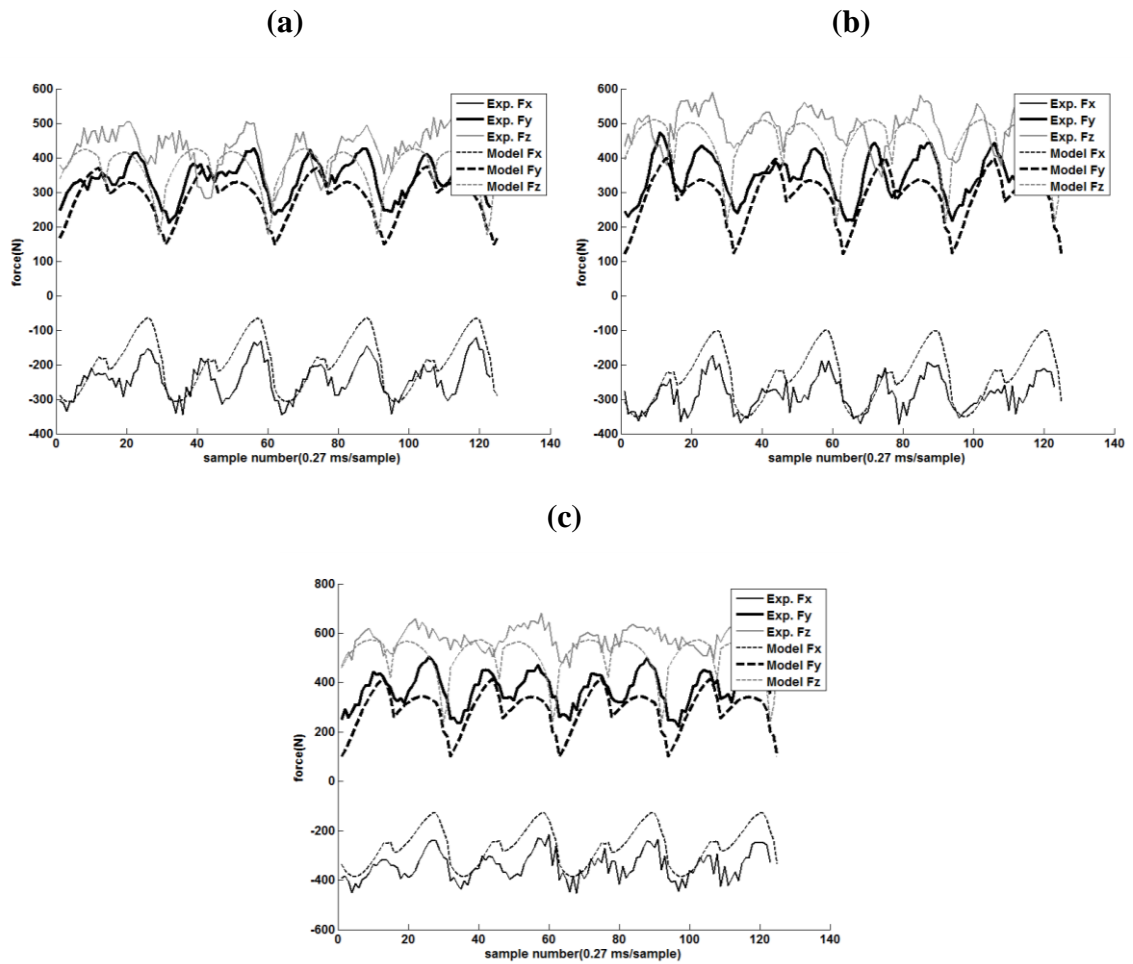 (a)
(b)
600
500
400
300
200
100
0
-100
-200
-300
-400
force(N)
0 20 40 60 80 100 120 140
sample number(0.27 ms/sample)
Exp. Fx
Exp. Fy
Exp. Fz
Model Fx
Model Fy
Model Fz
600
500
400
300
200
100
0
-100
-200
-300
-400
force(N)
0 20 40 60 80 100 120 140
sample number(0.27 ms/sample)
Exp. Fx
Exp. Fy
Exp. Fz
Model Fx
Model Fy
Model Fz
(c)
800
600
400
200
0
-200
-400
-600
force(N)
0 20 40 60 80 100 120 140
sample number(0.27 ms/sample)
Exp. Fx
Exp. Fy
Exp. Fz
Model Fx
Model Fy
Model Fz